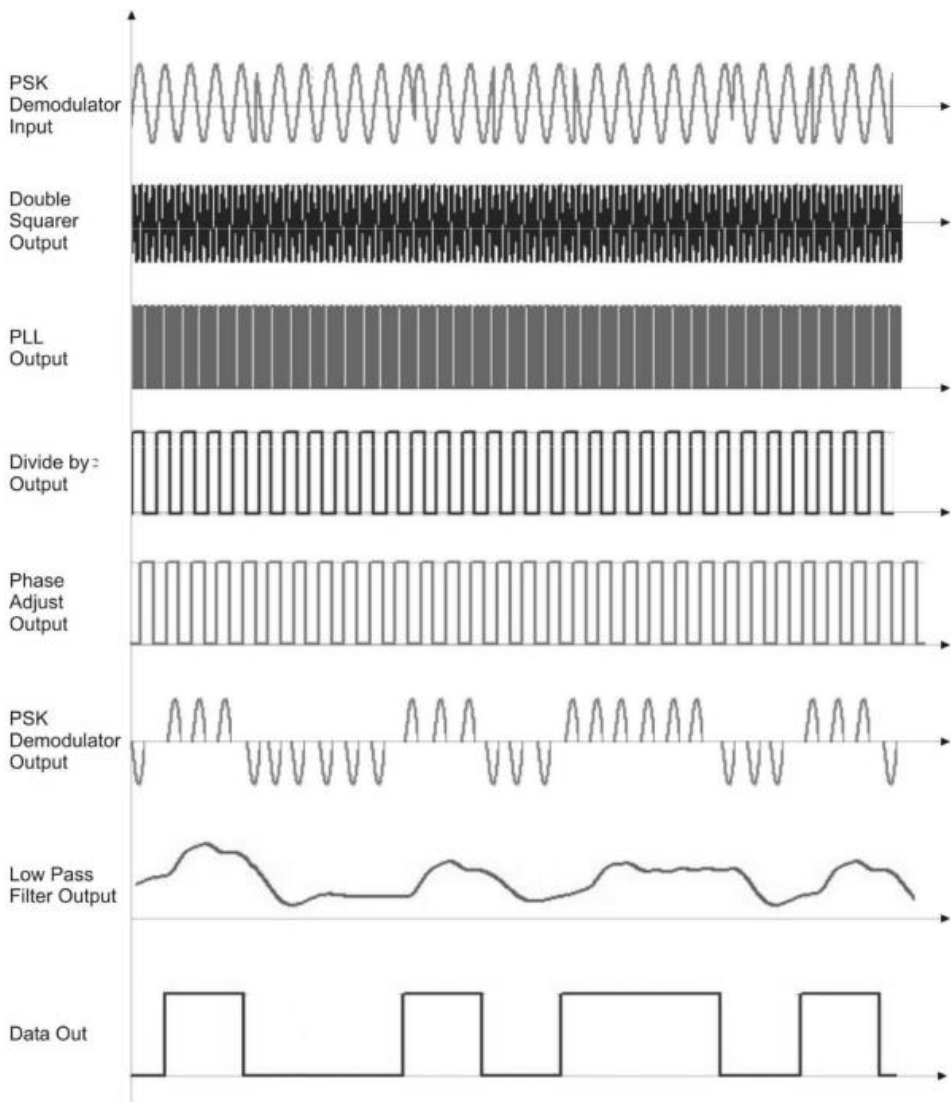 PSK
Demodulator
Input
Double
Squarer
Output
PLL
Output
Divide by 2
Output
Phase
Adjust
Output
PSK
Demodulator
Output
Low Pass
Filter Output
Data Out